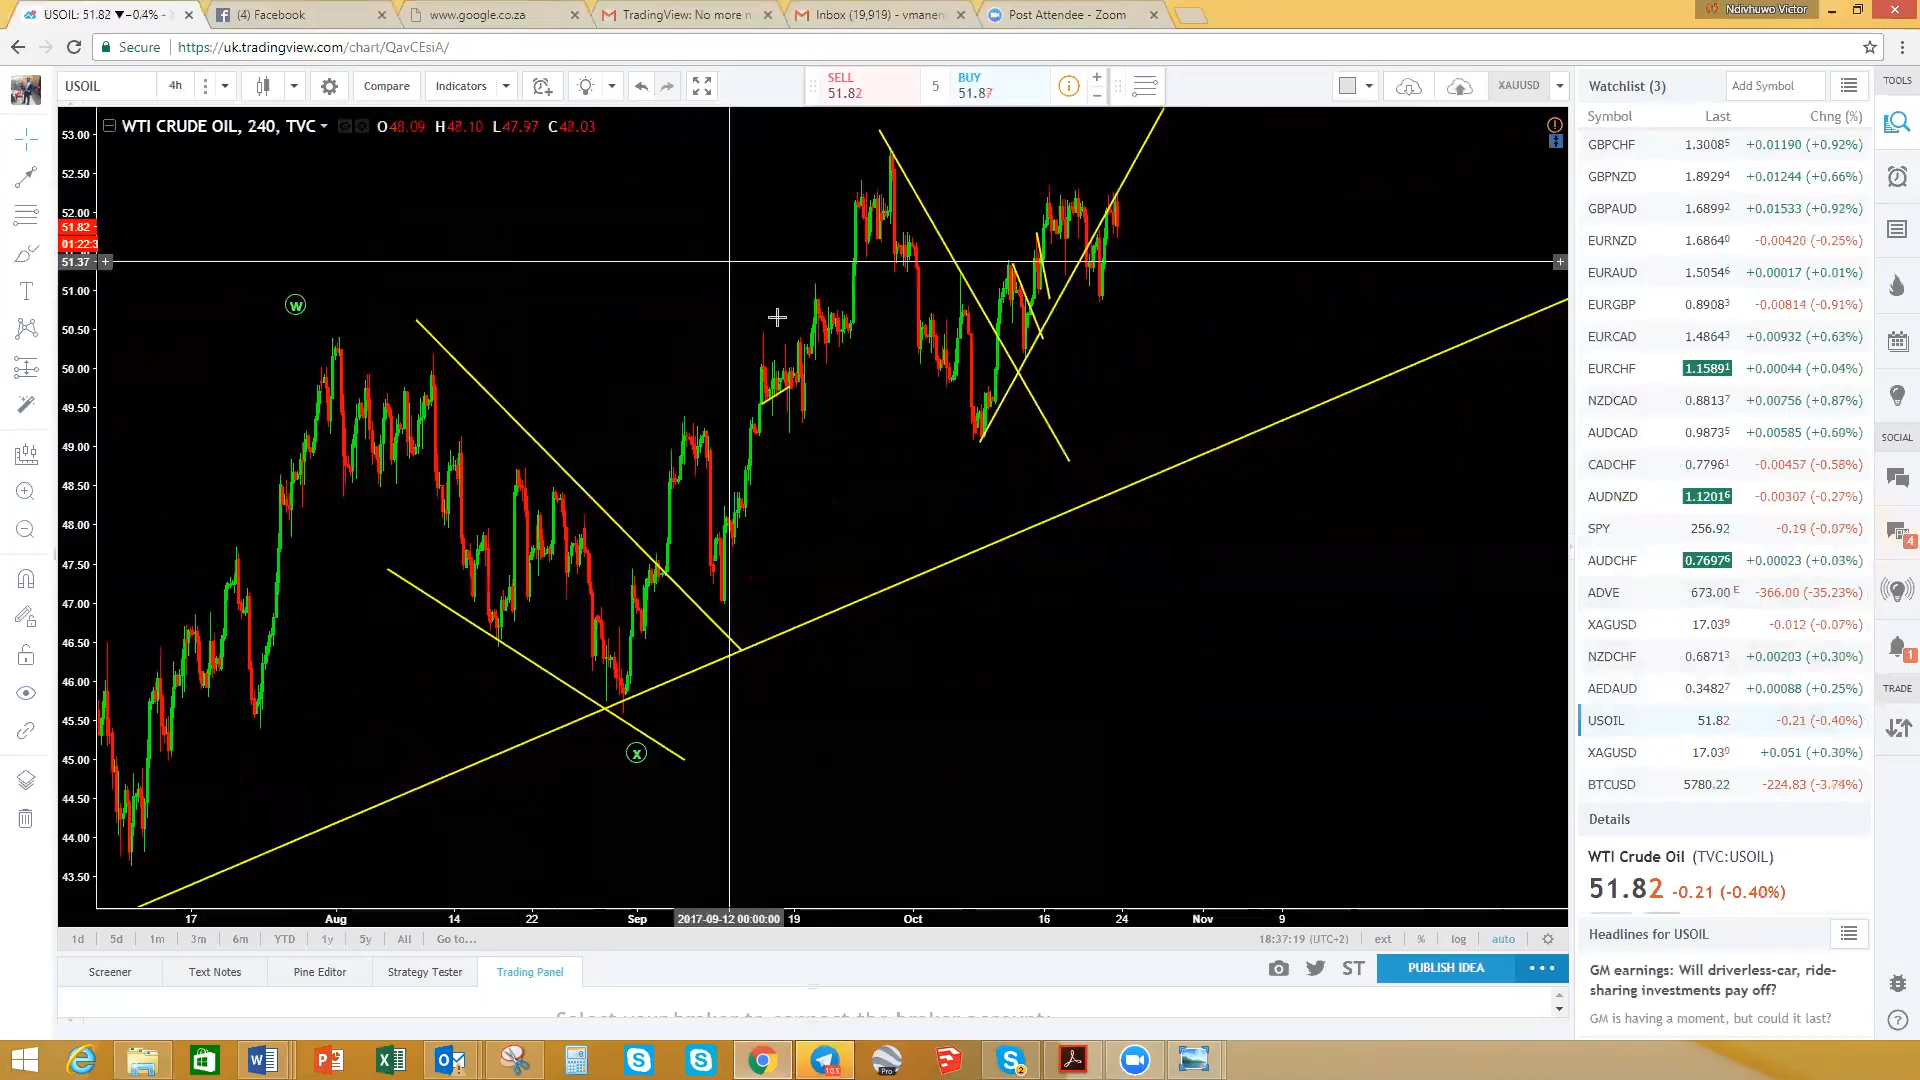 USOIL: 51.82 ▼−0.4%
Facebook
www.google.co.za
TradingView: No more n
Inbox (19,919) - vmanen
Post Attendee - Zoom
Ndivhuwo Victor
Secure
https://uk.tradingview.com/chart/QavCEsiA/
USOIL
4h
Compare
Indicators
SELL
51.82
5
BUY
51.87
XAUUSD
WTI CRUDE OIL, 240, TVC
O48.09 H48.10 L47.97 C48.03
53.00
52.50
52.00
51.82
01:22:3
51.37
51.00
50.50
50.00
49.50
49.00
48.50
48.00
47.50
47.00
46.50
46.00
45.50
45.00
44.50
44.00
43.50
W
X
17
Aug
14
22
Sep
2017-09-12 00:00:00
19
Oct
16
24
Nov
9
1d 5d 1m 3m 6m YTD 1y 5y All Go to...
18:37:19 (UTC+2) ext % log auto
Screener
Text Notes
Pine Editor
Strategy Tester
Trading Panel
ST
PUBLISH IDEA
Select your broker to connect the broker account:
Watchlist (3)
Add Symbol
Symbol Last Chng (%)
GBPCHF 1.30085 +0.01190 (+0.92%)
GBPNZD 1.89294 +0.01244 (+0.66%)
GBPAUD 1.68992 +0.01533 (+0.92%)
EURNZD 1.68640 -0.00420 (-0.25%)
EURAUD 1.50546 +0.00017 (+0.01%)
EURGBP 0.89083 -0.00814 (-0.91%)
EURCAD 1.48643 +0.00932 (+0.63%)
EURCHF 1.15891 +0.00044 (+0.04%)
NZDCAD 0.88137 +0.00756 (+0.87%)
AUDCAD 0.98735 +0.00585 (+0.60%)
CADCHF 0.77961 -0.00457 (-0.58%)
AUDNZD 1.12016 -0.00307 (-0.27%)
SPY 256.92 -0.19 (-0.07%)
AUDCHF 0.76976 +0.00023 (+0.03%)
ADVE 673.00 E -366.00 (-35.23%)
XAGUSD 17.039 -0.012 (-0.07%)
NZDCHF 0.68713 +0.00203 (+0.30%)
AEDAUD 0.34827 +0.00088 (+0.25%)
USOIL 51.82 -0.21 (-0.40%)
XAGUSD 17.036 +0.051 (+0.30%)
BTCUSD 5780.22 -224.83 (-3.74%)
Details
WTI Crude Oil (TVC:USOIL)
51.82 -0.21 (-0.40%)
Headlines for USOIL
GM earnings: Will driverless-car, ride-
sharing investments pay off?
GM is having a moment, but could it last?
TOOLS
SOCIAL
4
1
TRADE
105
Pro
2